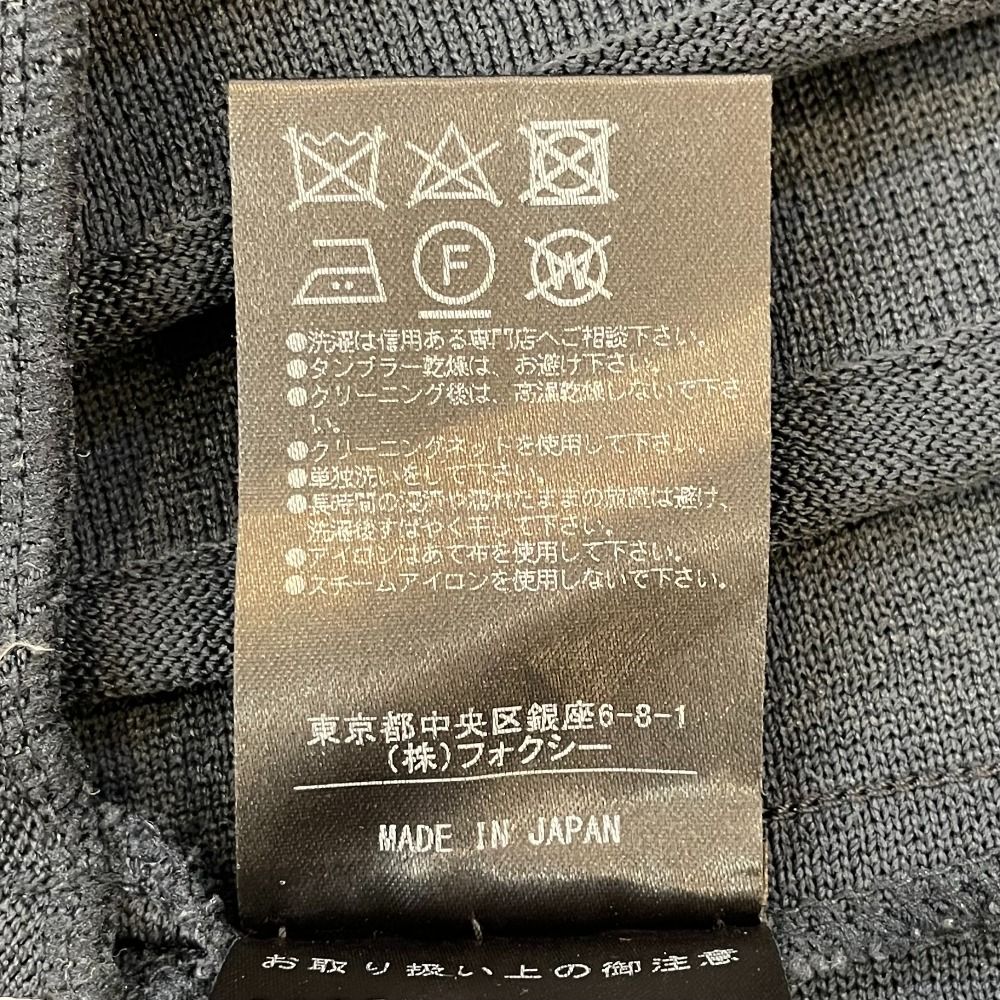 F
W
●洗濯は信用ある専門店へご相談下さい。
●タンブラー乾燥は、お避け下さい。
●クリーニング後は、高温乾燥しないで下さ
い。
●クリーニングネットを使用して下さい。
●単独洗いをして下さい。
●長時間の浸漬や濡れたままの放置は避け、
洗濯後すばやく干して下さい。
●アイロンはあて布を使用して下さい。
●スチームアイロンを使用しないで下さい。
東京都中央区銀座6-8-1
(株)フォクシー
MADE IN JAPAN
お取り扱い上の御注意